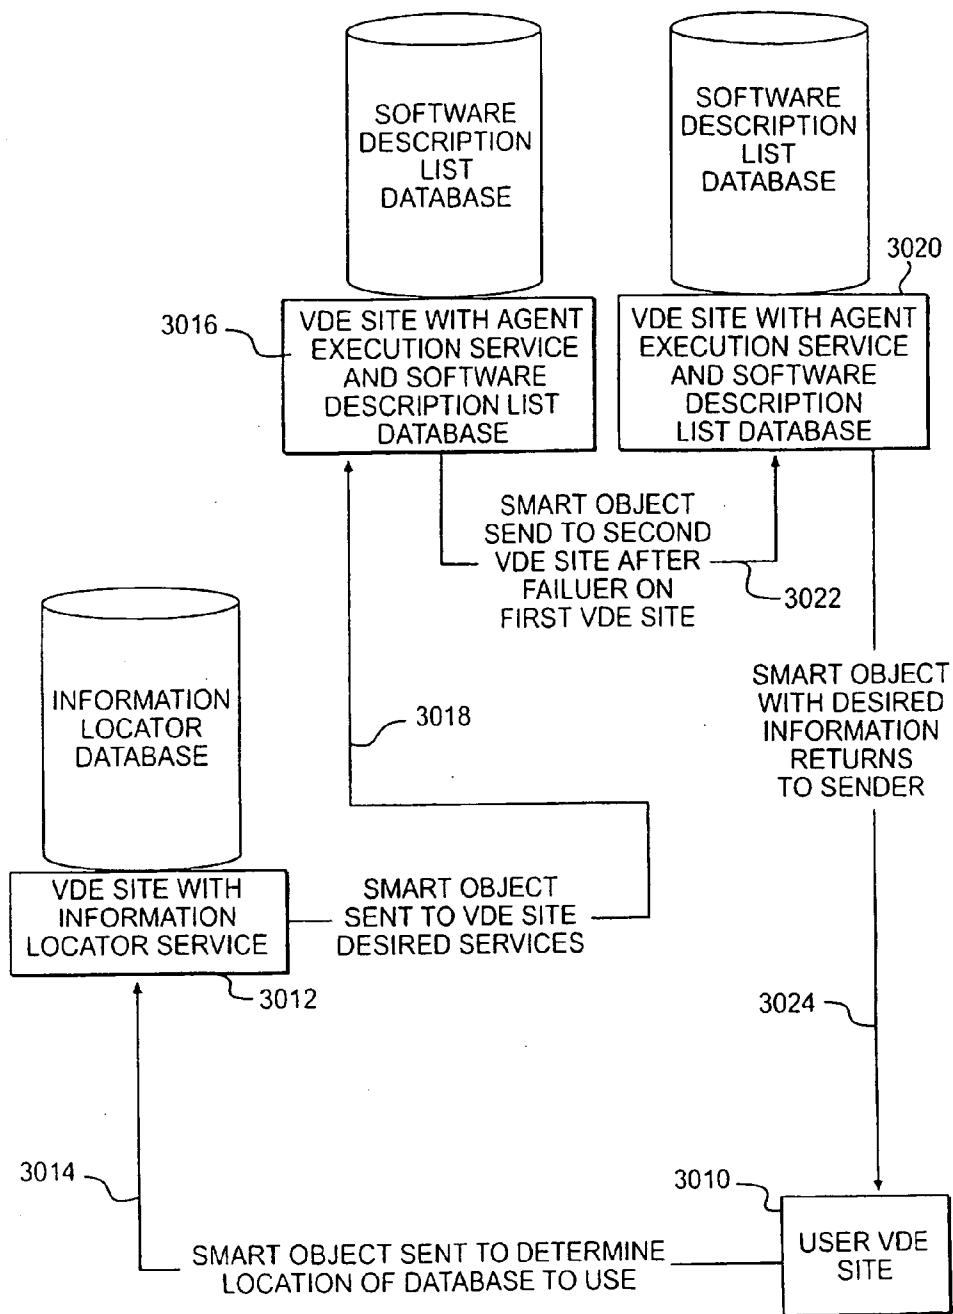 SOFTWARE
DESCRIPTION
LIST
DATABASE
SOFTWARE
DESCRIPTION
LIST
DATABASE
3016
VDE SITE WITH AGENT
EXECUTION SERVICE
AND SOFTWARE
DESCRIPTION LIST
DATABASE
3020
VDE SITE WITH AGENT
EXECUTION SERVICE
AND SOFTWARE
DESCRIPTION
LIST DATABASE
SMART OBJECT
SEND TO SECOND
VDE SITE AFTER
FAILUER ON
FIRST VDE SITE
3022
INFORMATION
LOCATOR
DATABASE
3018
SMART OBJECT
WITH DESIRED
INFORMATION
RETURNS
TO SENDER
VDE SITE WITH
INFORMATION
LOCATOR SERVICE
3012
SMART OBJECT
SENT TO VDE SITE
DESIRED SERVICES
3024
3014
SMART OBJECT SENT TO DETERMINE
LOCATION OF DATABASE TO USE
3010
USER VDE
SITE